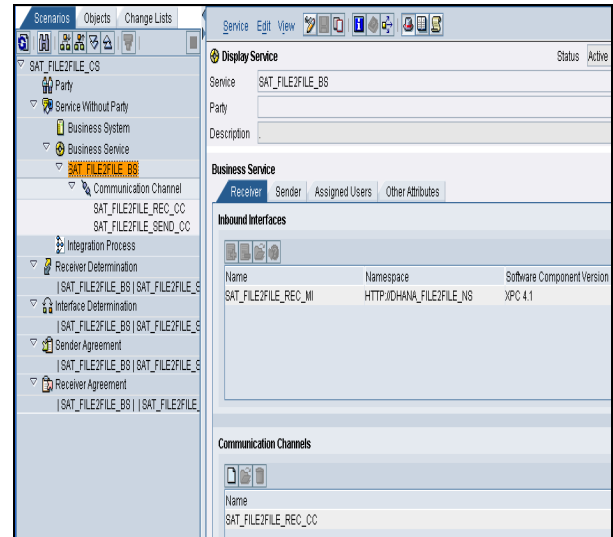 Scenarios Objects Change Lists
SAT_FILE2FILE_CS
Party
Service Without Party
Business System
Business Service
SAT_FILE2FILE_BS
Communication Channel
SAT_FILE2FILE_REC_CC
SAT_FILE2FILE_SEND_CC
Integration Process
Receiver Determination
| SAT_FILE2FILE_BS | SAT_FILE2FILE_S
Interface Determination
| SAT_FILE2FILE_BS | SAT_FILE2FILE_S
Sender Agreement
| SAT_FILE2FILE_BS | SAT_FILE2FILE_S
Receiver Agreement
| SAT_FILE2FILE_BS | | SAT_FILE2FILE_
Service Edit View
Display Service Status Active
Service SAT_FILE2FILE_BS
Party
Description .
Business Service
Receiver Sender Assigned Users Other Attributes
Inbound Interfaces
Name Namespace Software Component Version
SAT_FILE2FILE_REC_MI HTTP://DHANA_FILE2FILE_NS XPC 4.1
Communication Channels
Name
SAT_FILE2FILE_REC_CC